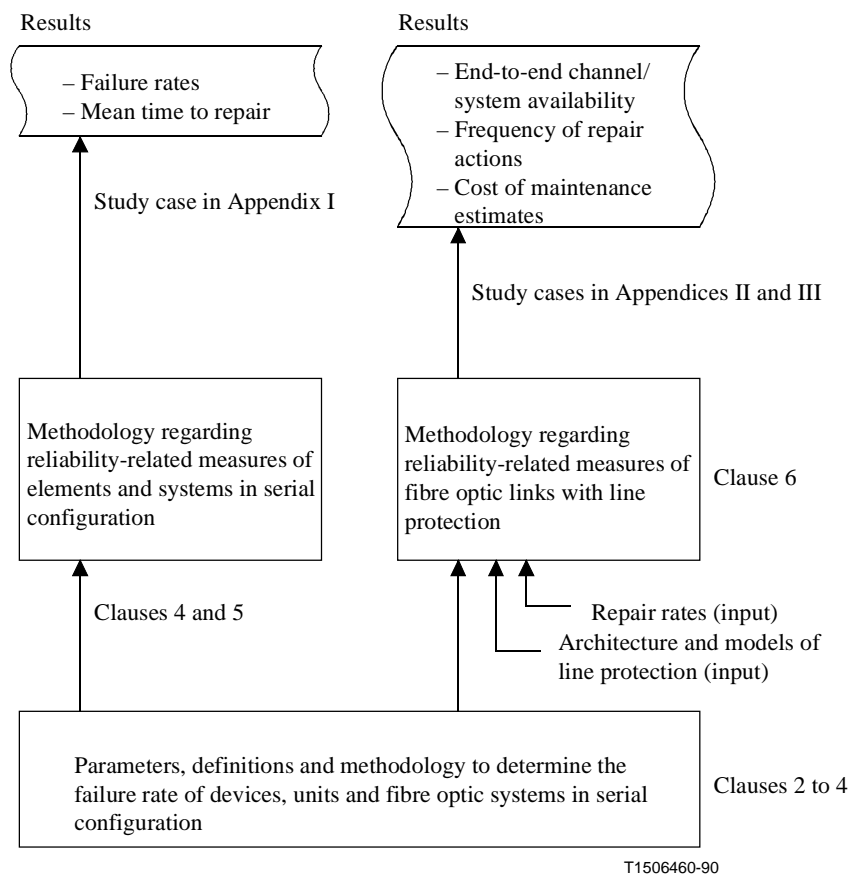 Results
– Failure rates
– Mean time to repair
Study case in Appendix I
Results
– End-to-end channel/
system availability
– Frequency of repair
actions
– Cost of maintenance
estimates
Study cases in Appendices II and III
Methodology regarding
reliability-related measures of
elements and systems in serial
configuration
Methodology regarding
reliability-related measures of
fibre optic links with line
protection
Clause 6
Clauses 4 and 5
Repair rates (input)
Architecture and models of
line protection (input)
Parameters, definitions and methodology to determine the
failure rate of devices, units and fibre optic systems in serial
configuration
Clauses 2 to 4
T1506460-90